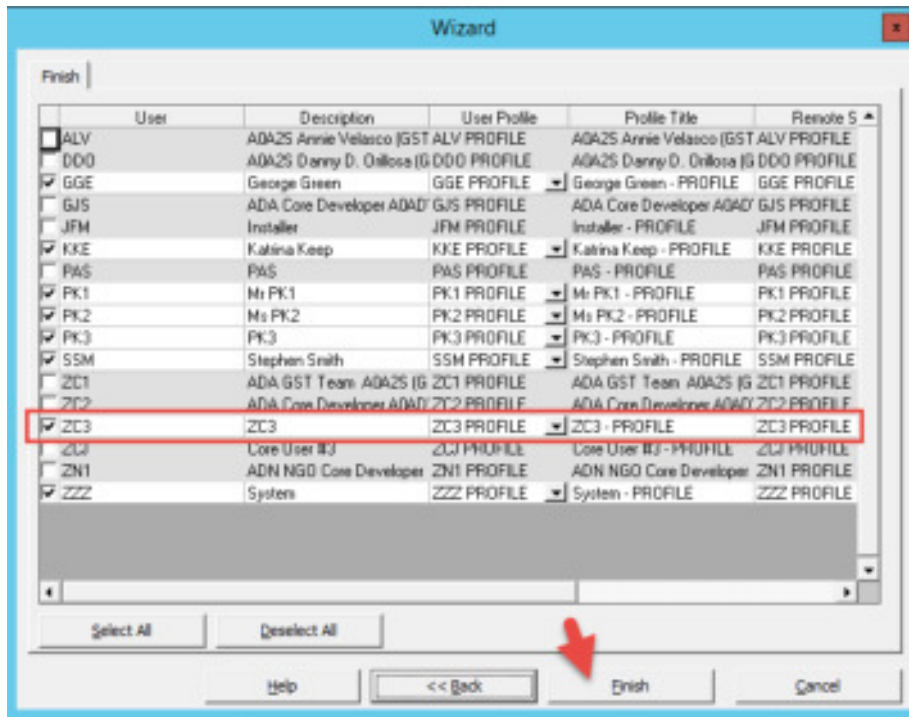 Wizard
Finish
User Description User Profile Profile Title Remote S
ALV A0A2S Annie Velasco (GST ALV PROFILE A0A2S Annie Velasco (GST ALV PROFILE
DDO A0A2S Danny D. Orillosa (G DDO PROFILE A0A2S Danny D. Orillosa (G DDO PROFILE
GGE George Green GGE PROFILE George Green - PROFILE GGE PROFILE
GJS ADA Core Developer A0AD' GJS PROFILE ADA Core Developer A0AD' GJS PROFILE
JFM Installer JFM PROFILE Installer - PROFILE JFM PROFILE
KKE Katrina Keep KKE PROFILE Katrina Keep - PROFILE KKE PROFILE
PAS PAS PAS PROFILE PAS - PROFILE PAS PROFILE
PK1 Mr PK1 PK1 PROFILE Mr PK1 - PROFILE PK1 PROFILE
PK2 Ms PK2 PK2 PROFILE Ms PK2 - PROFILE PK2 PROFILE
PK3 PK3 PK3 PROFILE PK3 - PROFILE PK3 PROFILE
SSM Stephen Smith SSM PROFILE Stephen Smith - PROFILE SSM PROFILE
ZC1 ADA GST Team A0A2S (G ZC1 PROFILE ADA GST Team A0A2S (G ZC1 PROFILE
ZC2 ADA Core Developer A0AD' ZC2 PROFILE ADA Core Developer A0AD' ZC2 PROFILE
ZC3 ZC3 ZC3 PROFILE ZC3 - PROFILE ZC3 PROFILE
ZCJ Core User #3 ZCJ PROFILE Core User #3 - PROFILE ZCJ PROFILE
ZN1 ADN NGO Core Developer ZN1 PROFILE ADN NGO Core Developer ZN1 PROFILE
ZZZ System ZZZ PROFILE System - PROFILE ZZZ PROFILE
Select All Deselect All
Help << Back Finish Cancel